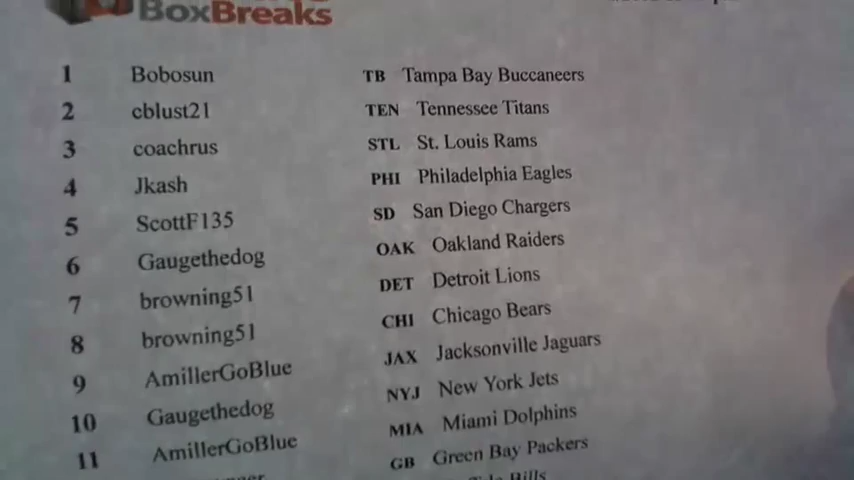 BoxBreaks
1 Bobosun TB Tampa Bay Buccaneers
2 cblust21 TEN Tennessee Titans
3 coachrus STL St. Louis Rams
4 Jkash PHI Philadelphia Eagles
5 ScottF135 SD San Diego Chargers
6 Gaugethedog OAK Oakland Raiders
7 browning51 DET Detroit Lions
8 browning51 CHI Chicago Bears
9 AmillerGoBlue JAX Jacksonville Jaguars
10 Gaugethedog NYJ New York Jets
11 AmillerGoBlue MIA Miami Dolphins
GB Green Bay Packers
Bills